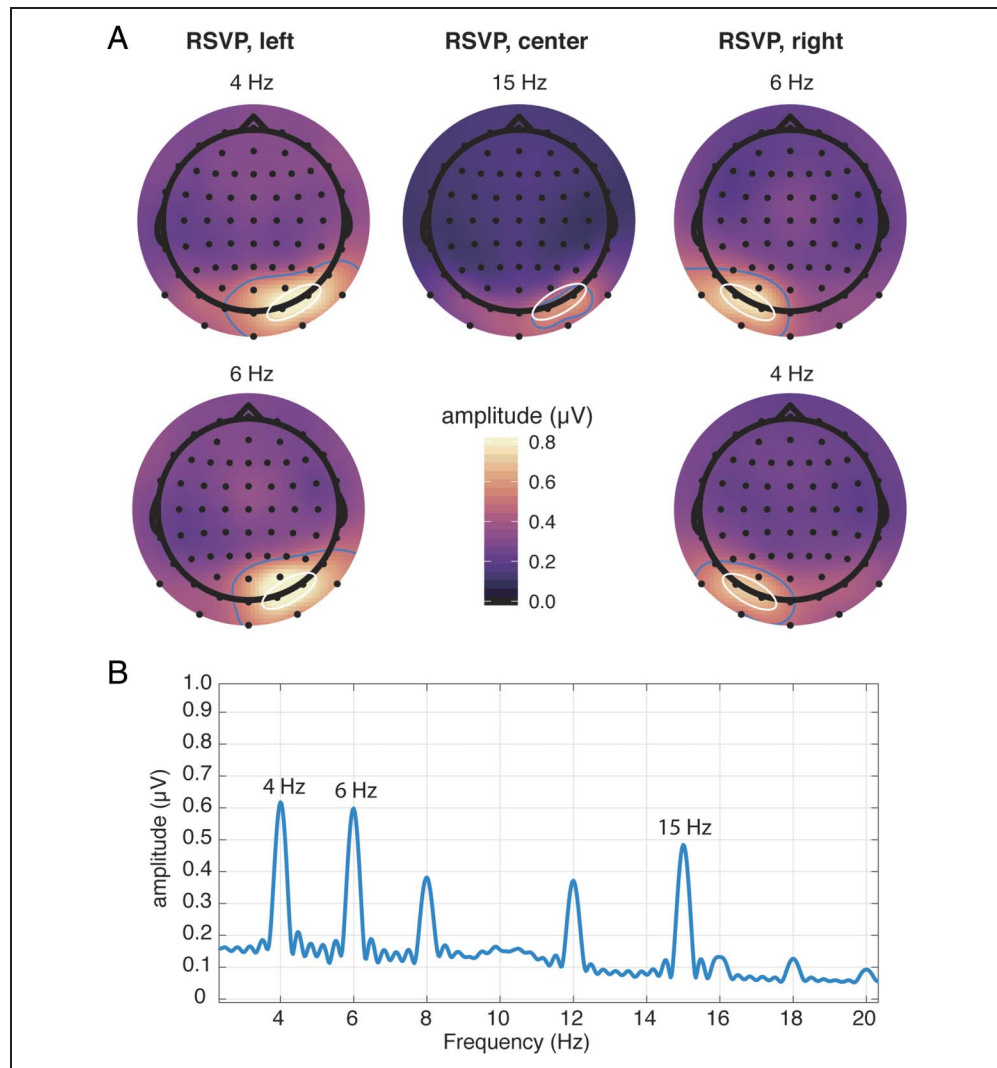 A
RSVP, left
RSVP, center
RSVP, right
4 Hz
15 Hz
6 Hz
6 Hz
4 Hz
amplitude (µV)
0.8
0.6
0.4
0.2
0.0
B
1.0
0.9
0.8
0.7
0.6
0.5
0.4
0.3
0.2
0.1
0
amplitude (µV)
4 Hz
6 Hz
15 Hz
4
6
8
10
12
14
16
18
20
Frequency (Hz)